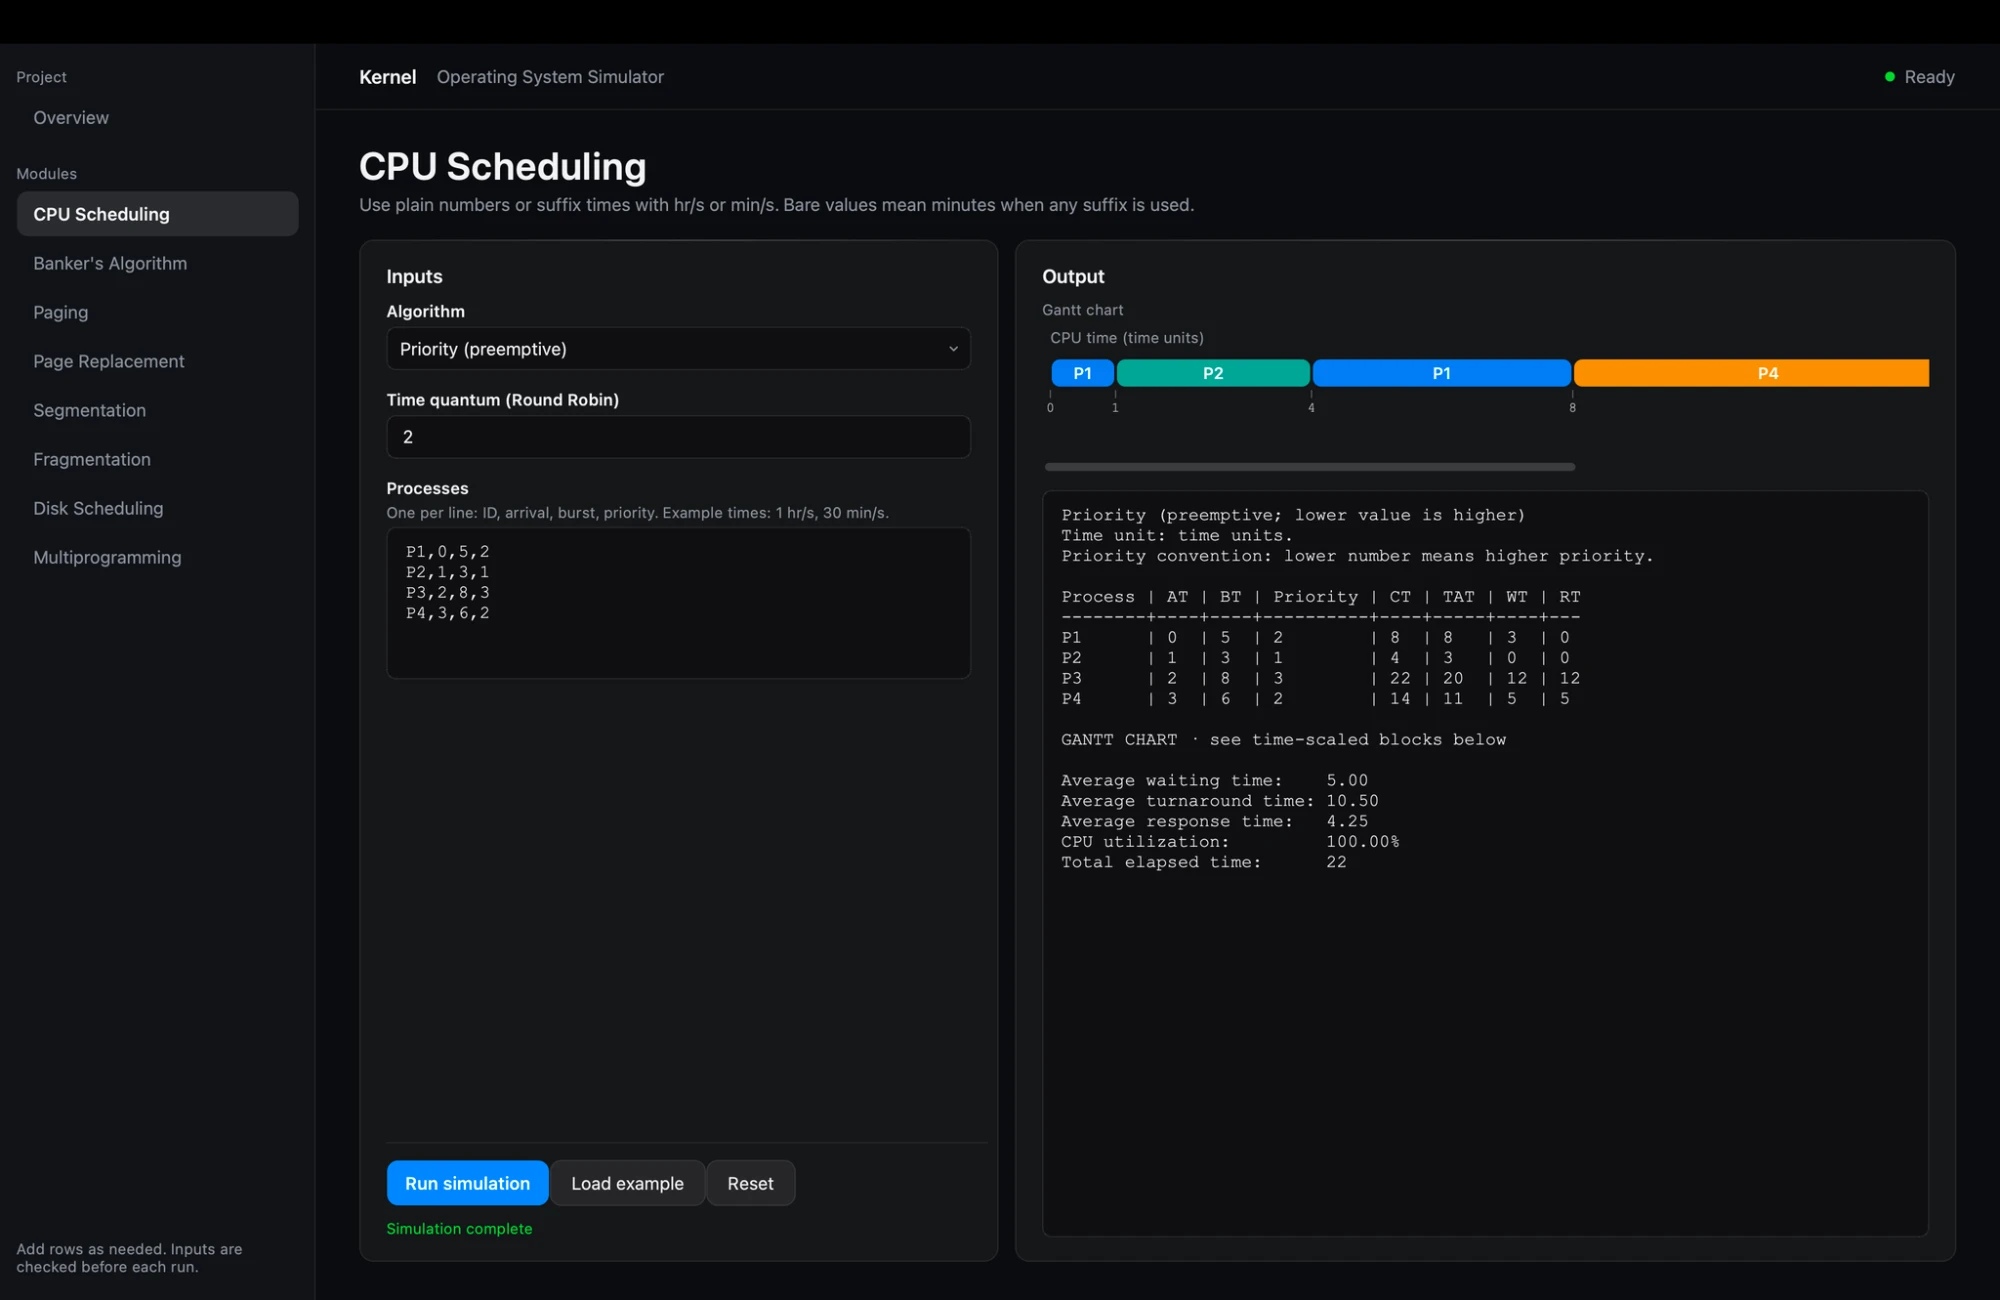 Project
Overview
Modules
CPU Scheduling
Banker's Algorithm
Paging
Page Replacement
Segmentation
Fragmentation
Disk Scheduling
Multiprogramming
Add rows as needed. Inputs are
checked before each run.
Kernel Operating System Simulator
Ready
CPU Scheduling
Use plain numbers or suffix times with hr/s or min/s. Bare values mean minutes when any suffix is used.
Inputs
Algorithm
Priority (preemptive)
Time quantum (Round Robin)
2
Processes
One per line: ID, arrival, burst, priority. Example times: 1 hr/s, 30 min/s.
P1,0,5,2
P2,1,3,1
P3,2,8,3
P4,3,6,2
Run simulation Load example Reset
Simulation complete
Output
Gantt chart
CPU time (time units)
P1 P2 P1 P4
0 1 4 8
Priority (preemptive; lower value is higher)
Time unit: time units.
Priority convention: lower number means higher priority.
Process | AT | BT | Priority | CT | TAT | WT | RT
--------+----+----+----------+----+-----+----+---
P1 | 0 | 5 | 2 | 8 | 8 | 3 | 0
P2 | 1 | 3 | 1 | 4 | 3 | 0 | 0
P3 | 2 | 8 | 3 | 22 | 20 | 12 | 12
P4 | 3 | 6 | 2 | 14 | 11 | 5 | 5
GANTT CHART · see time-scaled blocks below
Average waiting time: 5.00
Average turnaround time: 10.50
Average response time: 4.25
CPU utilization: 100.00%
Total elapsed time: 22